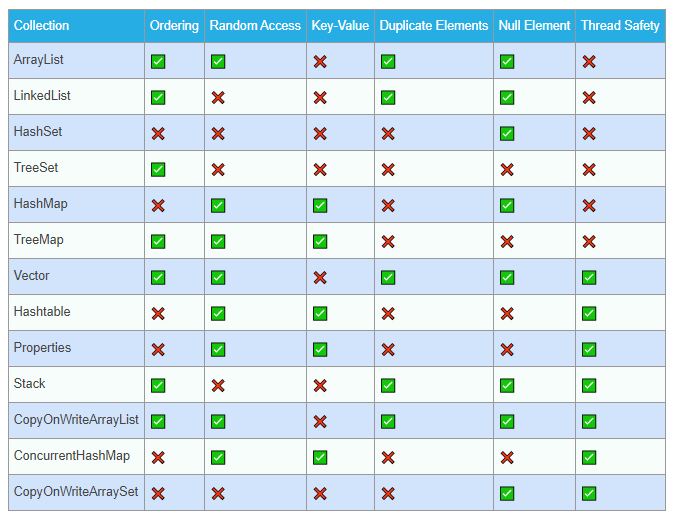 Collection Ordering Random Access Key-Value Duplicate Elements Null Element Thread Safety
ArrayList ✅ ✅ ❌ ✅ ✅ ❌
LinkedList ✅ ❌ ❌ ✅ ✅ ❌
HashSet ❌ ❌ ❌ ❌ ✅ ❌
TreeSet ✅ ❌ ❌ ❌ ❌ ❌
HashMap ❌ ✅ ✅ ❌ ✅ ❌
TreeMap ✅ ✅ ✅ ❌ ❌ ❌
Vector ✅ ✅ ❌ ✅ ✅ ✅
Hashtable ❌ ✅ ✅ ❌ ❌ ✅
Properties ❌ ✅ ✅ ❌ ❌ ✅
Stack ✅ ❌ ❌ ✅ ✅ ✅
CopyOnWriteArrayList ✅ ✅ ❌ ✅ ✅ ✅
ConcurrentHashMap ❌ ✅ ✅ ❌ ❌ ✅
CopyOnWriteArraySet ❌ ❌ ❌ ❌ ✅ ✅